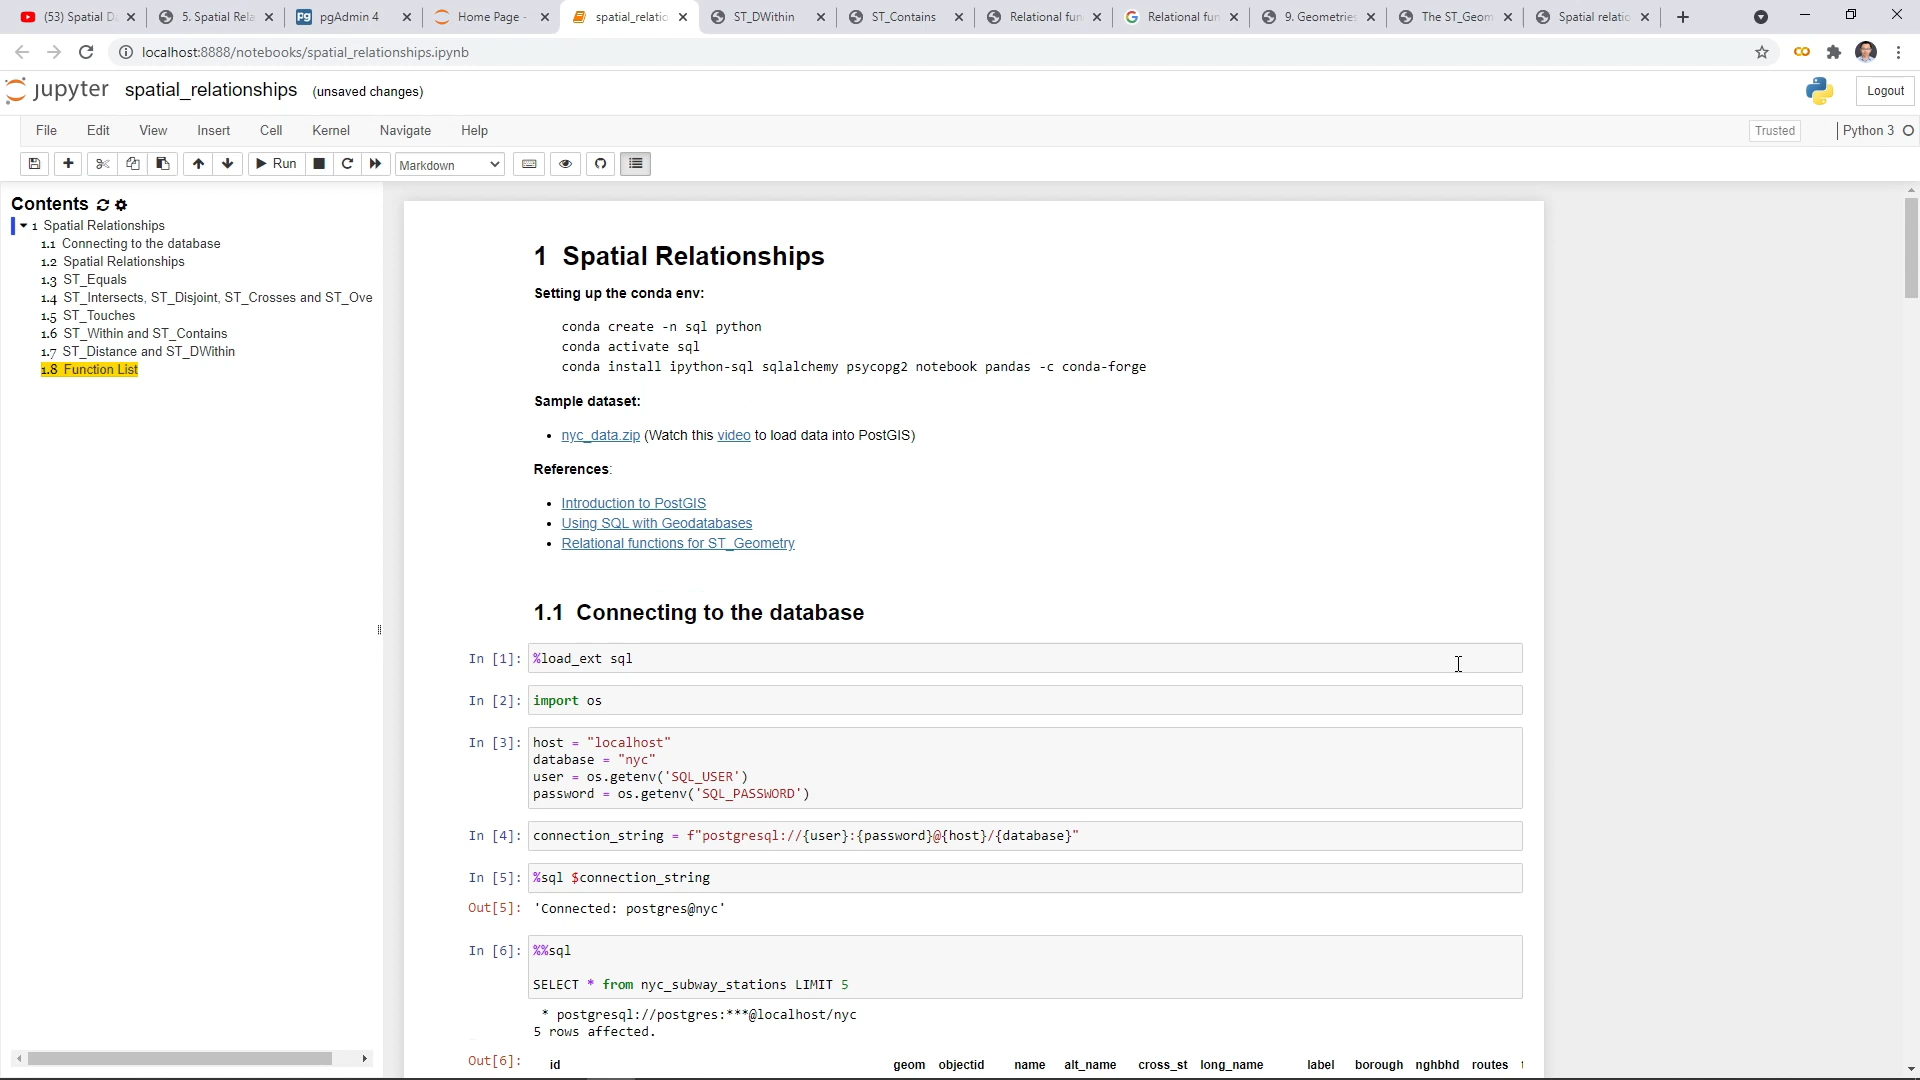 (53) Spatial D
5. Spatial Rela
pgAdmin 4
Home Page -
spatial_relatio
ST_DWithin
ST_Contains
Relational fun
Relational fun
9. Geometries
The ST_Geom
Spatial relatio
localhost:8888/notebooks/spatial_relationships.ipynb
jupyter spatial_relationships (unsaved changes)
Logout
File Edit View Insert Cell Kernel Navigate Help
Trusted
Python 3
Run
Markdown
Contents
1 Spatial Relationships
1.1 Connecting to the database
1.2 Spatial Relationships
1.3 ST_Equals
1.4 ST_Intersects, ST_Disjoint, ST_Crosses and ST_Ove
1.5 ST_Touches
1.6 ST_Within and ST_Contains
1.7 ST_Distance and ST_DWithin
1.8 Function List
1 Spatial Relationships
Setting up the conda env:
conda create -n sql python
conda activate sql
conda install ipython-sql sqlalchemy psycopg2 notebook pandas -c conda-forge
Sample dataset:
• nyc_data.zip (Watch this video to load data into PostGIS)
References:
• Introduction to PostGIS
• Using SQL with Geodatabases
• Relational functions for ST_Geometry
1.1 Connecting to the database
In [1]: %load_ext sql
In [2]: import os
In [3]: host = "localhost"
database = "nyc"
user = os.getenv('SQL_USER')
password = os.getenv('SQL_PASSWORD')
In [4]: connection_string = f"postgresql://{user}:{password}@{host}/{database}"
In [5]: %sql $connection_string
Out[5]: 'Connected: postgres@nyc'
In [6]: %%sql
SELECT * from nyc_subway_stations LIMIT 5
* postgresql://postgres:***@localhost/nyc
5 rows affected.
Out[6]: id geom objectid name alt_name cross_st long_name label borough nghbhd routes